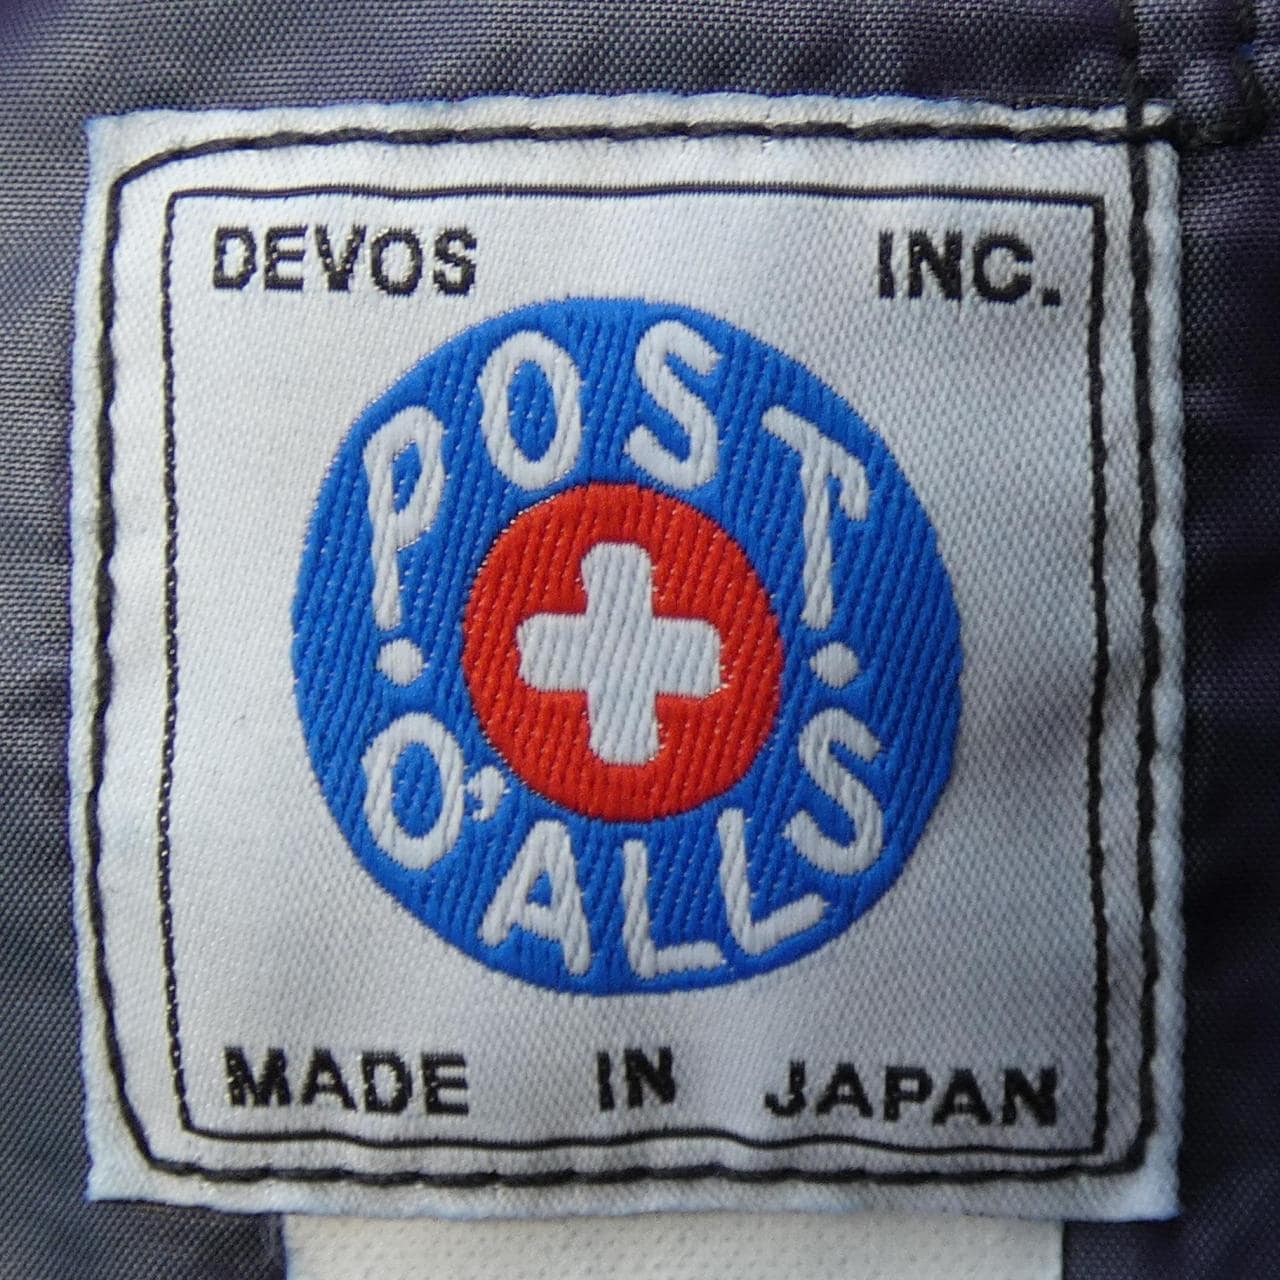 DEVOS INC.
POST
O'ALLS
MADE IN JAPAN